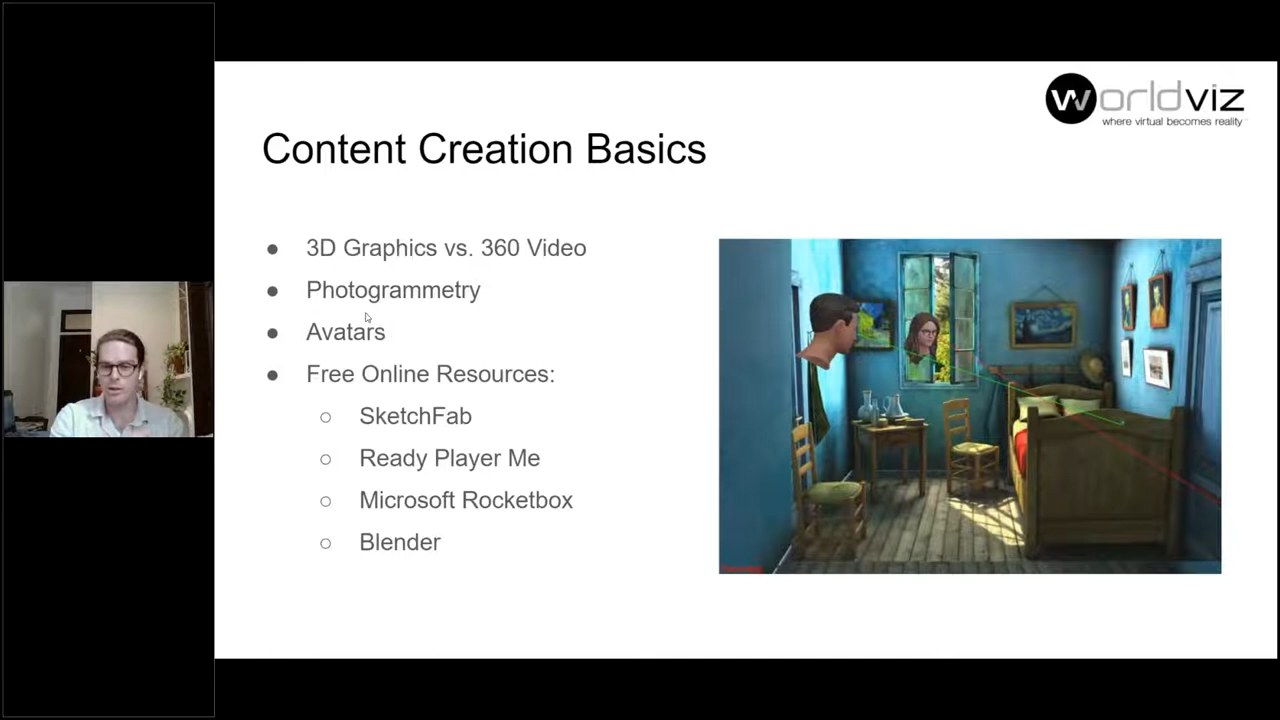 worldviz
where virtual becomes reality
Content Creation Basics
3D Graphics vs. 360 Video
Photogrammetry
Avatars
Free Online Resources:
SketchFab
Ready Player Me
Microsoft Rocketbox
Blender